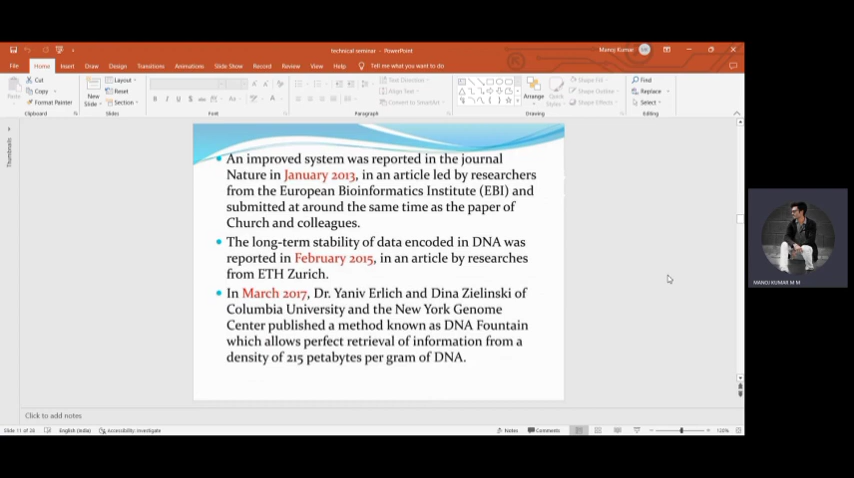 technical seminar - PowerPoint
Manoj Kumar
File Home Insert Draw Design Transitions Animations Slide Show Record Review View Help Tell me what you want to do
Paste
Cut
Copy
Format Painter
Clipboard
New Slide
Layout
Reset
Section
Slides
Font
Text Direction
Align Text
Convert to SmartArt
Paragraph
Arrange
Quick Styles
Shape Fill
Shape Outline
Shape Effects
Drawing
Find
Replace
Select
Editing
Thumbnails
An improved system was reported in the journal
Nature in January 2013, in an article led by researchers
from the European Bioinformatics Institute (EBI) and
submitted at around the same time as the paper of
Church and colleagues.
The long-term stability of data encoded in DNA was
reported in February 2015, in an article by researches
from ETH Zurich.
In March 2017, Dr. Yaniv Erlich and Dina Zielinski of
Columbia University and the New York Genome
Center published a method known as DNA Fountain
which allows perfect retrieval of information from a
density of 215 petabytes per gram of DNA.
MANOJ KUMAR M M
Click to add notes
Slide 11 of 28 English (India) Accessibility: Investigate
Notes Comments